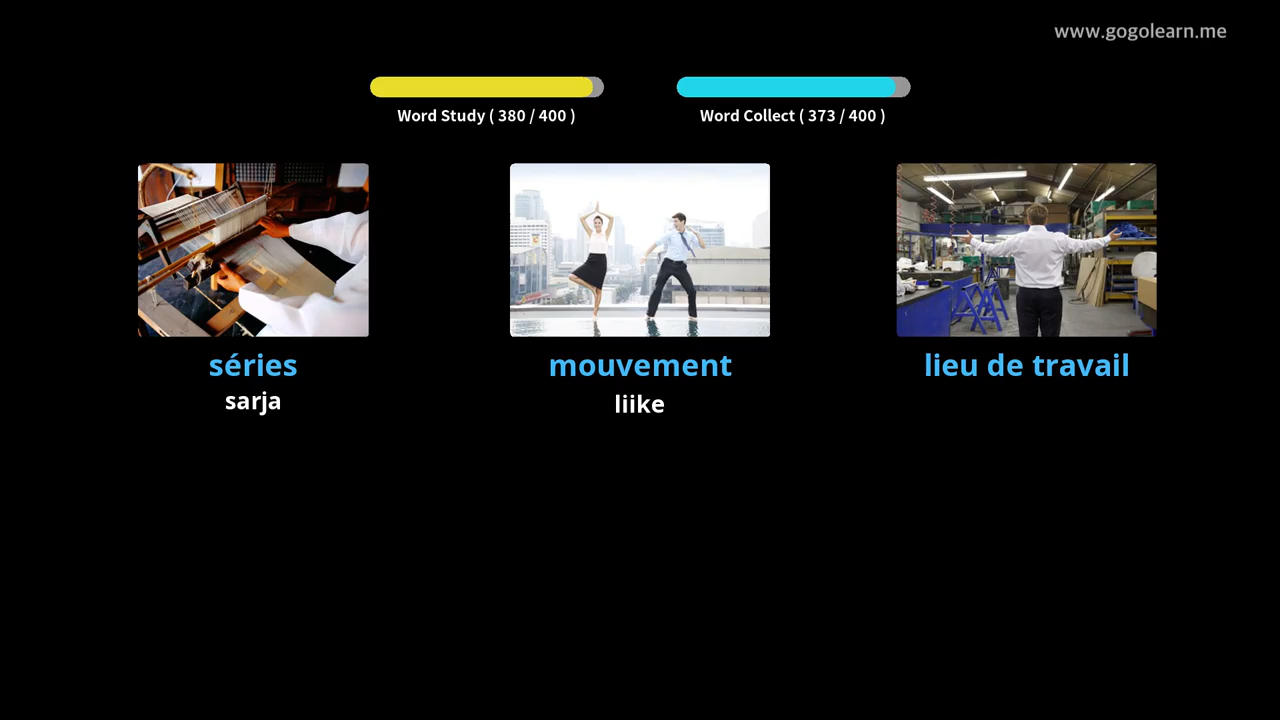 www.gogolearn.me
Word Study ( 380 / 400 )
Word Collect ( 373 / 400 )
séries
mouvement
lieu de travail
sarja
liike